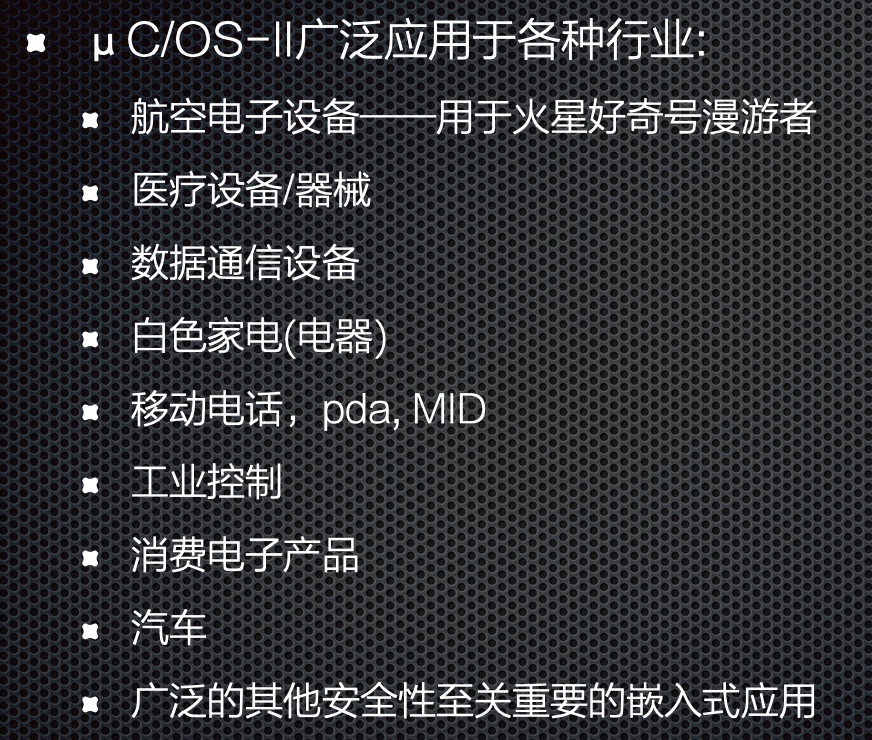 μ C/OS-II广泛应用于各种行业:
航空电子设备——用于火星好奇号漫游者
医疗设备/器械
数据通信设备
白色家电(电器)
移动电话，pda, MID
工业控制
消费电子产品
汽车
广泛的其他安全性至关重要的嵌入式应用